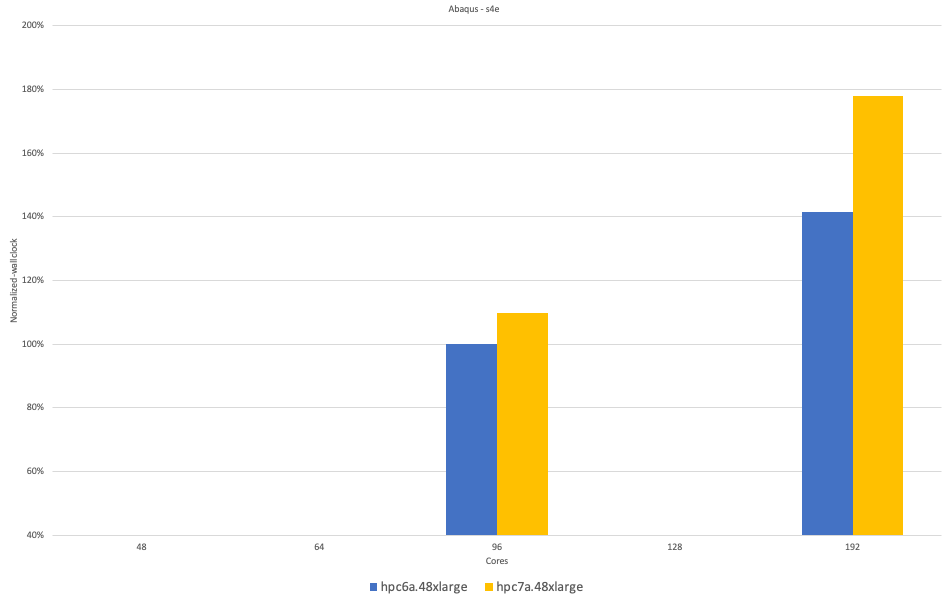 Abaqus - s4e
200%
180%
160%
140%
120%
100%
80%
60%
40%
Normalized-wallclock
48 64 96 128 192
Cores
hpc6a.48xlarge hpc7a.48xlarge